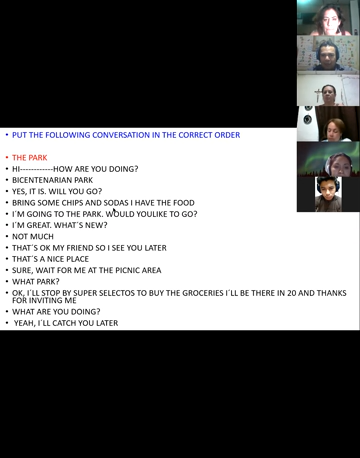 • PUT THE FOLLOWING CONVERSATION IN THE CORRECT ORDER
• THE PARK
• HI------------HOW ARE YOU DOING?
• BICENTENARIAN PARK
• YES, IT IS. WILL YOU GO?
• BRING SOME CHIPS AND SODAS I HAVE THE FOOD
• I´M GOING TO THE PARK. WOULD YOULIKE TO GO?
• I´M GREAT. WHAT´S NEW?
• NOT MUCH
• THAT´S OK MY FRIEND SO I SEE YOU LATER
• THAT´S A NICE PLACE
• SURE, WAIT FOR ME AT THE PICNIC AREA
• WHAT PARK?
• OK, I´LL STOP BY SUPER SELECTOS TO BUY THE GROCERIES I´LL BE THERE IN 20 AND THANKS
FOR INVITING ME
• WHAT ARE YOU DOING?
• YEAH, I´LL CATCH YOU LATER